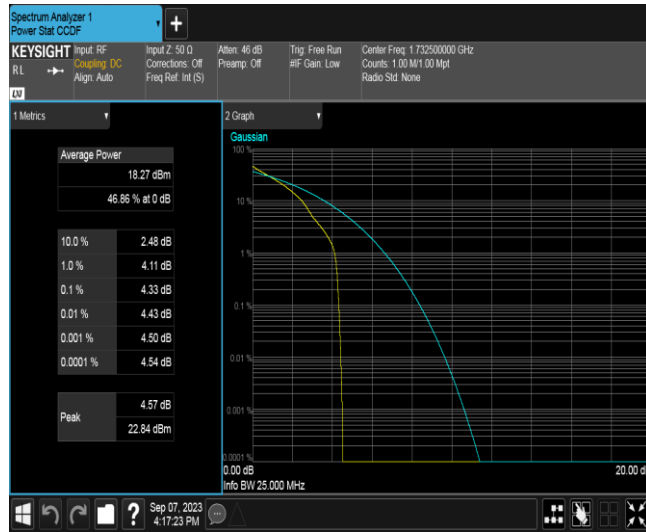 Spectrum Analyzer 1
Power Stat CCDF
+
KEYSIGHT
RL
LXI
Input: RF
Coupling: DC
Align: Auto
Input Z: 50 Ω
Corrections: Off
Freq Ref: Int (S)
Atten: 46 dB
Preamp: Off
Trig: Free Run
#IF Gain: Low
Center Freq: 1.732500000 GHz
Counts: 1.00 M/1.00 Mpt
Radio Std: None
1 Metrics
Average Power
18.27 dBm
46.86 % at 0 dB
10.0 % 2.48 dB
1.0 % 4.11 dB
0.1 % 4.33 dB
0.01 % 4.43 dB
0.001 % 4.50 dB
0.0001 % 4.54 dB
Peak
4.57 dB
22.84 dBm
2 Graph
Gaussian
100 %
10 %
1 %
0.1 %
0.01 %
0.001 %
0.0001 %
0.00 dB
20.00 d
Info BW 25.000 MHz
?
Sep 07, 2023
4:17:23 PM